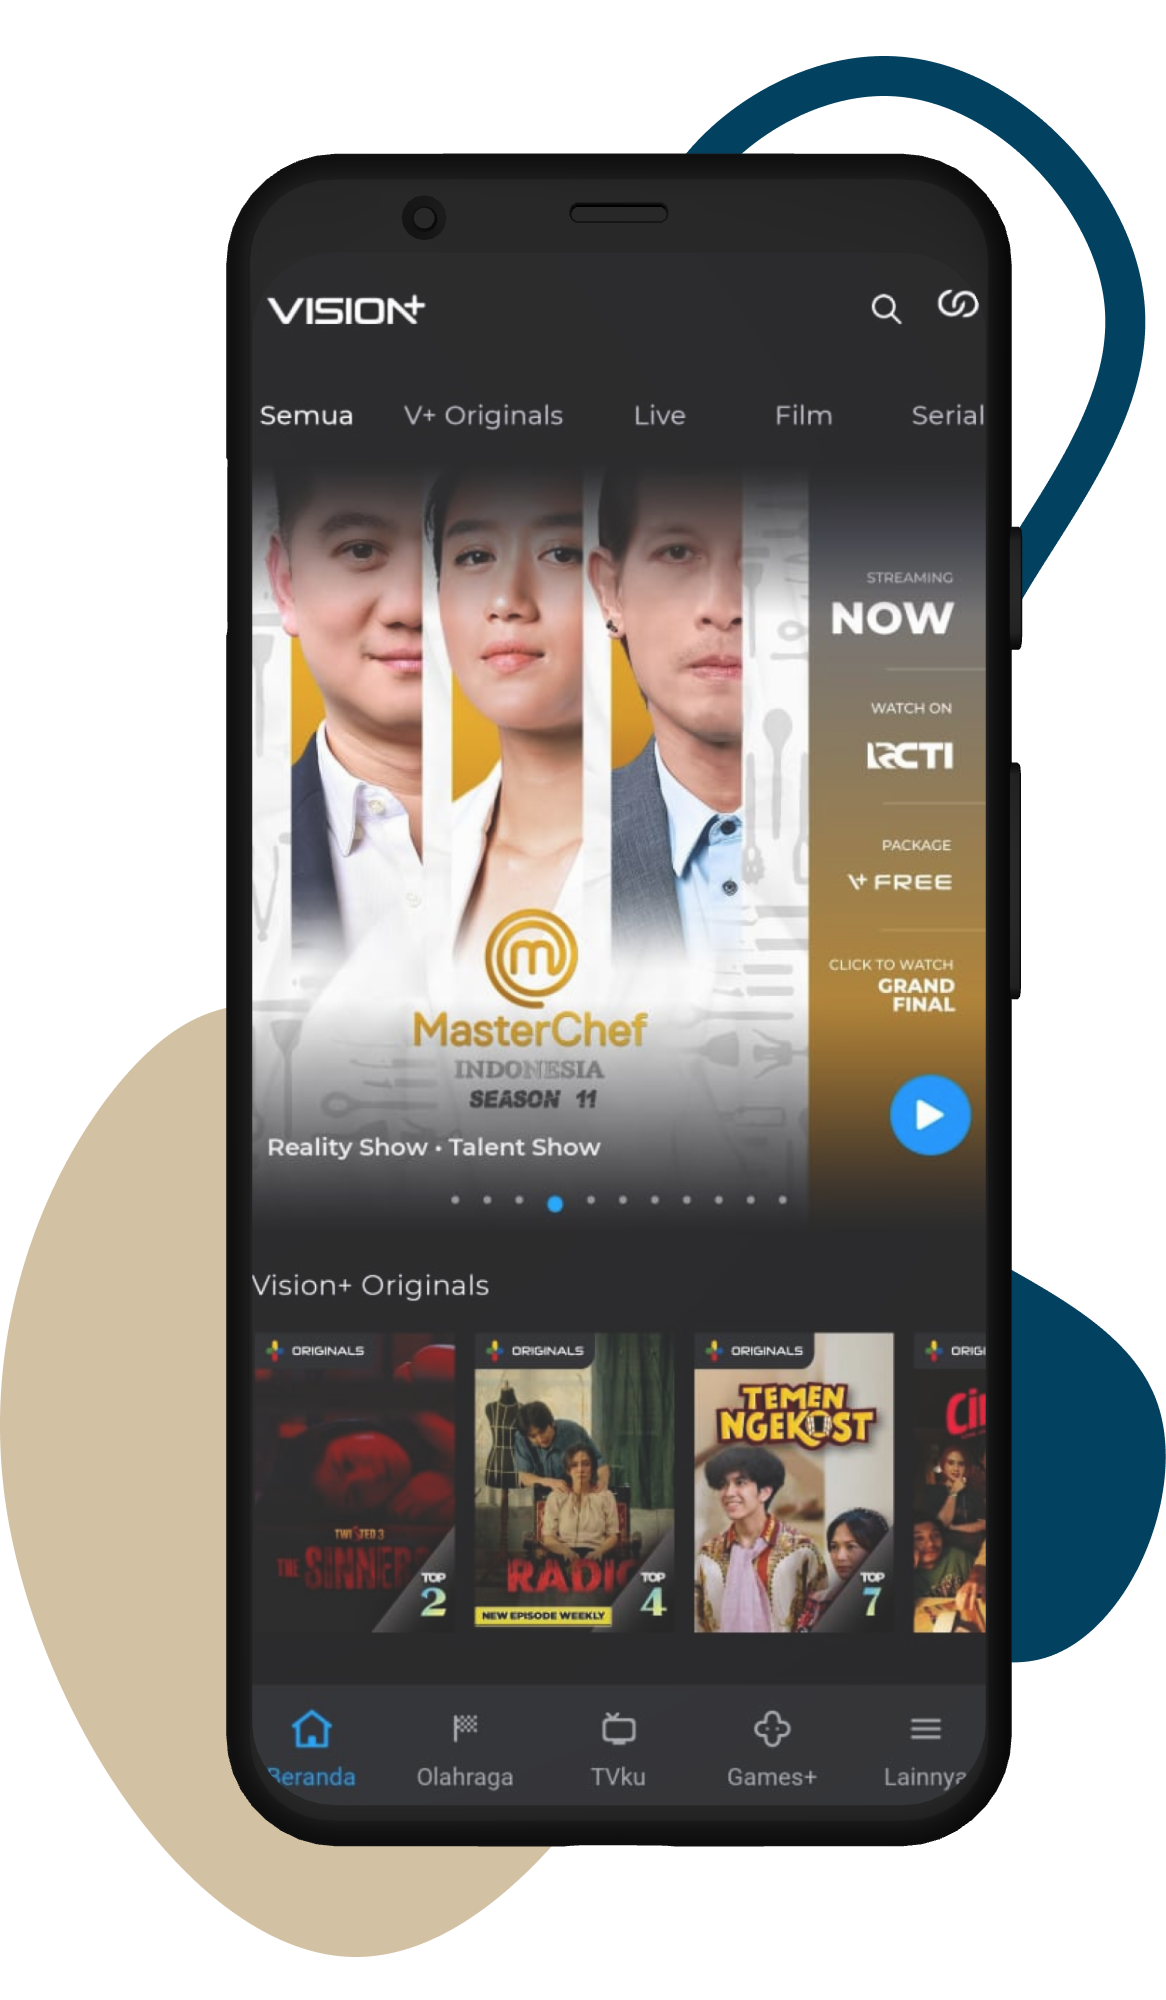 VISION+
Semua V+ Originals Live Film Serial
STREAMING
NOW
WATCH ON
RCTI
PACKAGE
V+ FREE
CLICK TO WATCH
GRAND
FINAL
MasterChef
INDONESIA
SEASON 11
Reality Show • Talent Show
Vision+ Originals
ORIGINALS ORIGINALS ORIGINALS ORIGI
TEMEN
NGEKOST
Ci
TWISTED 3
THE SINNERS
TOP
2
RADIO
NEW EPISODE WEEKLY
TOP
4
TOP
7
Beranda Olahraga TVku Games+ Lainnya